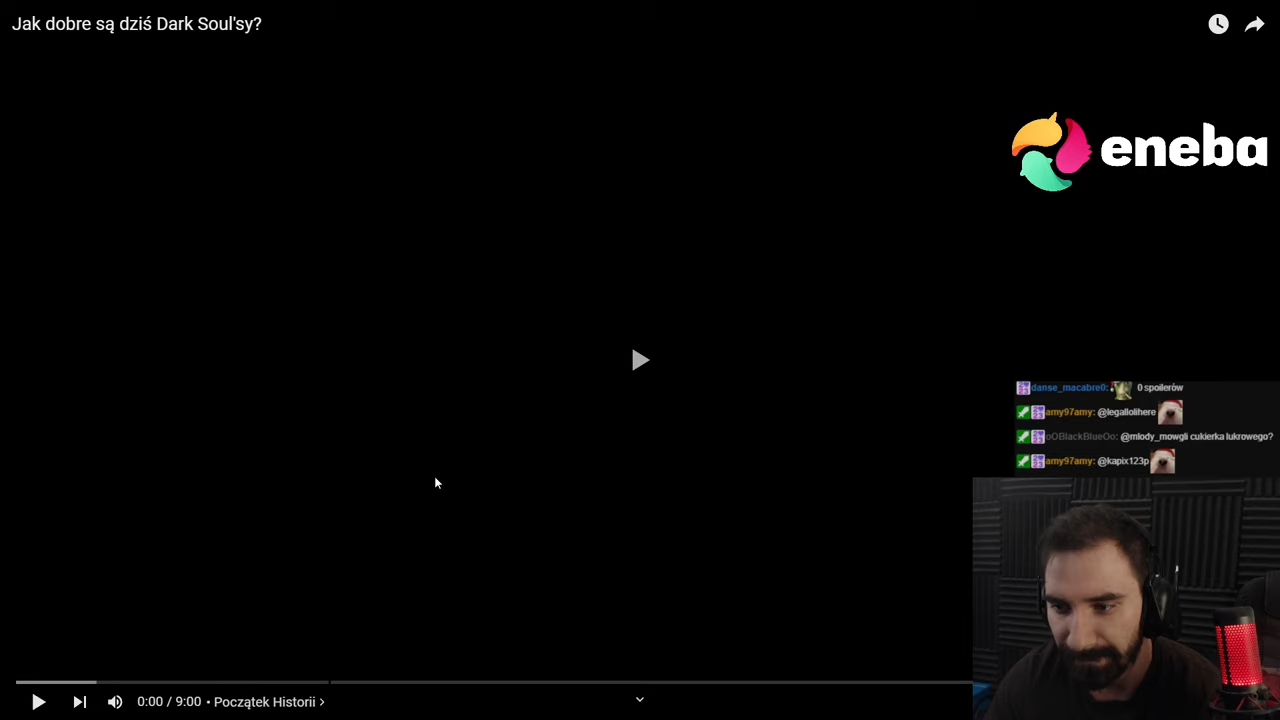 Jak dobre są dziś Dark Soul'sy?
eneba
danse_macabre0: 0 spoilerów
amy97amy: @legallolihere
oOBlackBlueOo: @mlody_mowgli cukierka lukrowego?
amy97amy: @kapix123p
0:00 / 9:00 • Początek Historii >